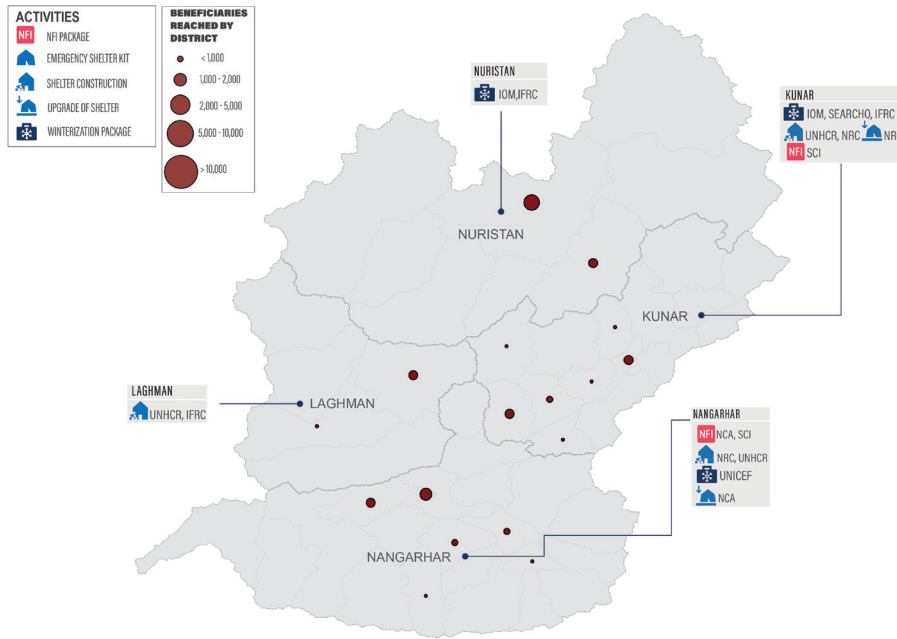 ACTIVITIES
NFI NFI PACKAGE
EMERGENCY SHELTER KIT
SHELTER CONSTRUCTION
UPGRADE OF SHELTER
WINTERIZATION PACKAGE
BENEFICIARIES
REACHED BY
DISTRICT
< 1,000
1,000 - 2,000
2,000 - 5,000
5,000 - 10,000
> 10,000
NURISTAN
IOM,IFRC
KUNAR
IOM, SEARCHO, IFRC
UNHCR, NRC NR
NFI SCI
NURISTAN
KUNAR
LAGHMAN
UNHCR, IFRC
LAGHMAN
NANGARHAR
NFI NCA, SCI
NRC, UNHCR
UNICEF
NCA
NANGARHAR